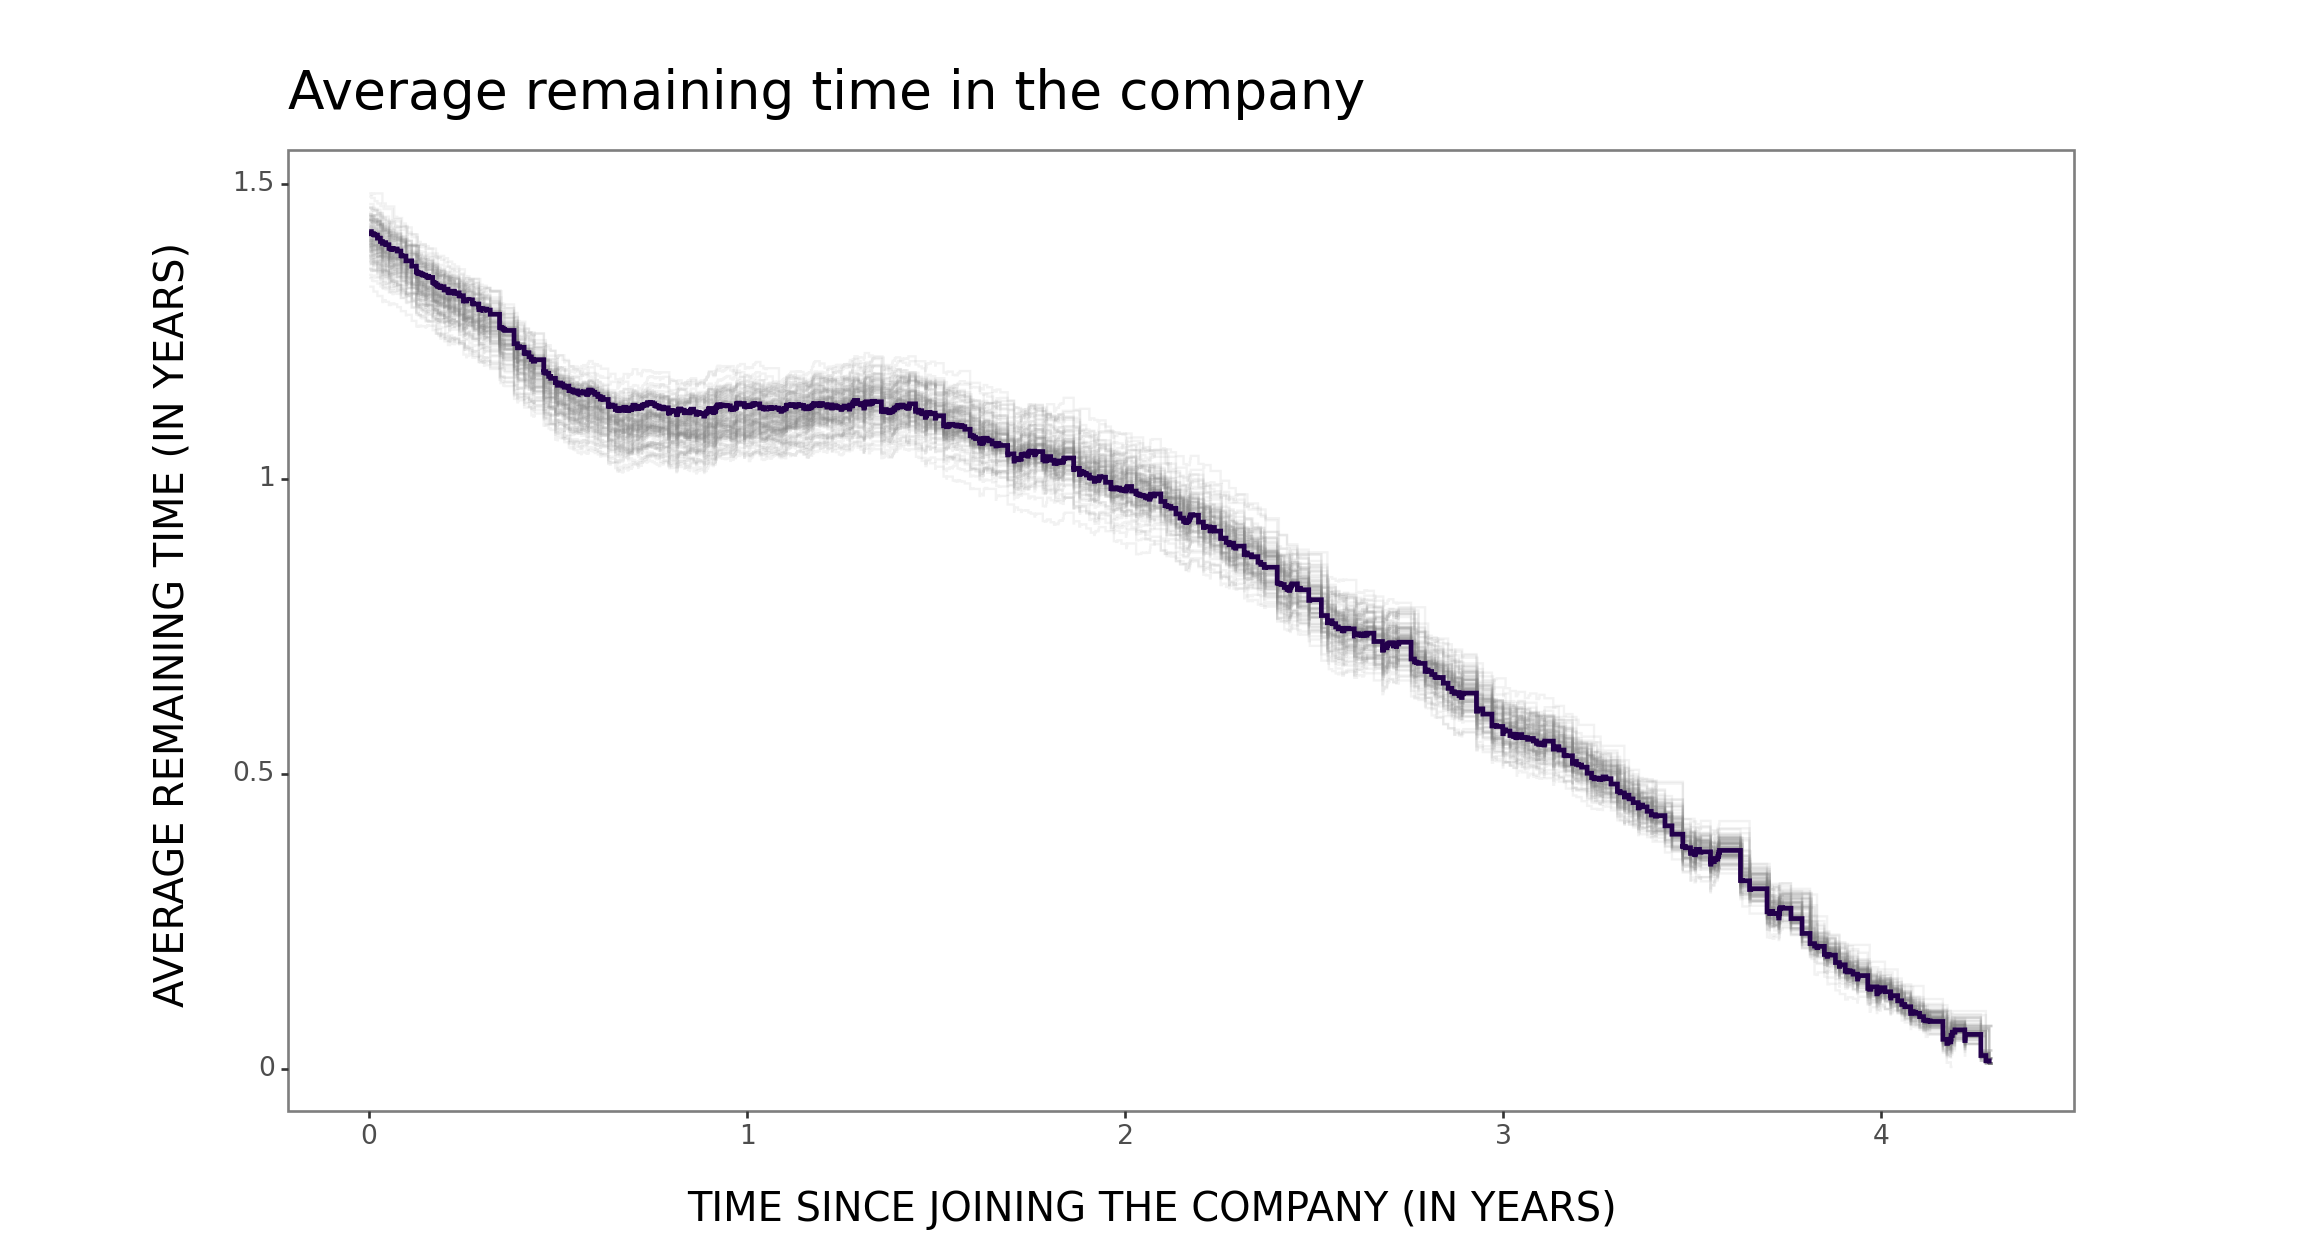 Average remaining time in the company
AVERAGE REMAINING TIME (IN YEARS)
1.5
1
0.5
0
0 1 2 3 4
TIME SINCE JOINING THE COMPANY (IN YEARS)